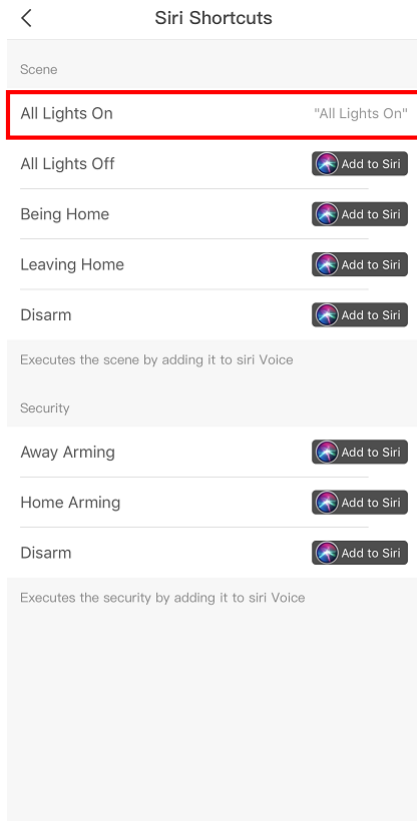 Siri Shortcuts
Scene
All Lights On "All Lights On"
All Lights Off Add to Siri
Being Home Add to Siri
Leaving Home Add to Siri
Disarm Add to Siri
Executes the scene by adding it to siri Voice
Security
Away Arming Add to Siri
Home Arming Add to Siri
Disarm Add to Siri
Executes the security by adding it to siri Voice